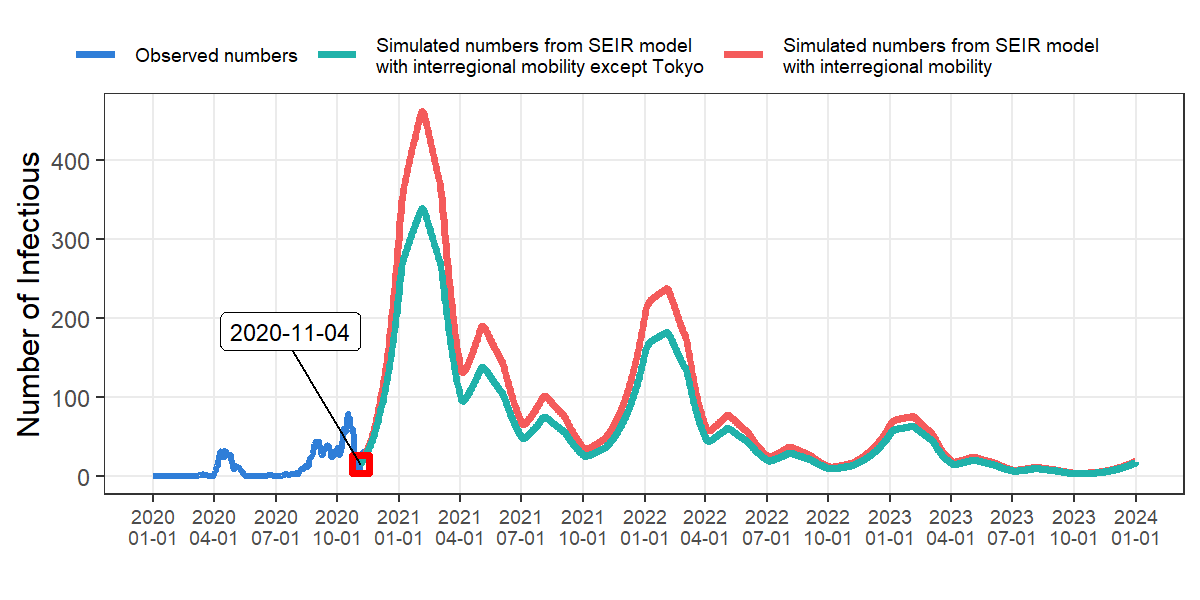 Observed numbers
Simulated numbers from SEIR model
with interregional mobility except Tokyo
Simulated numbers from SEIR model
with interregional mobility
Number of Infectious
400
300
200
100
0
2020-11-04
2020 2020 2020 2020 2021 2021 2021 2021 2022 2022 2022 2022 2023 2023 2023 2023 2024
01-01 04-01 07-01 10-01 01-01 04-01 07-01 10-01 01-01 04-01 07-01 10-01 01-01 04-01 07-01 10-01 01-01